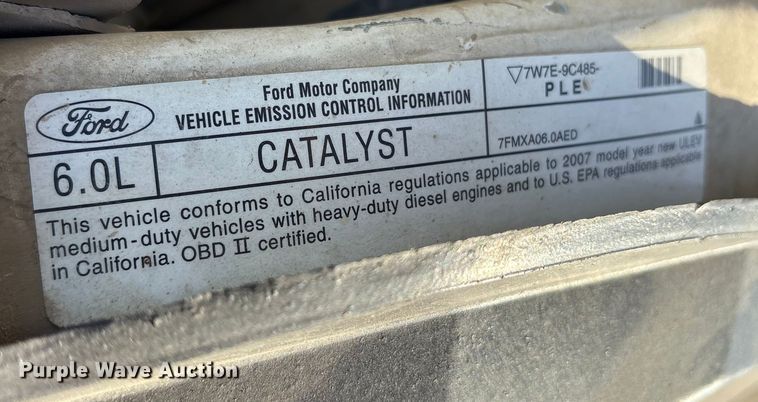 Ford
Ford Motor Company
VEHICLE EMISSION CONTROL INFORMATION
▽7W7E-9C485-
PLE
6.0L
CATALYST
7FMXA06.0AED
This vehicle conforms to California regulations applicable to 2007 model year new ULEV
medium-duty vehicles with heavy-duty diesel engines and to U.S. EPA regulations applicable
in California. OBD II certified.
Purple Wave Auction